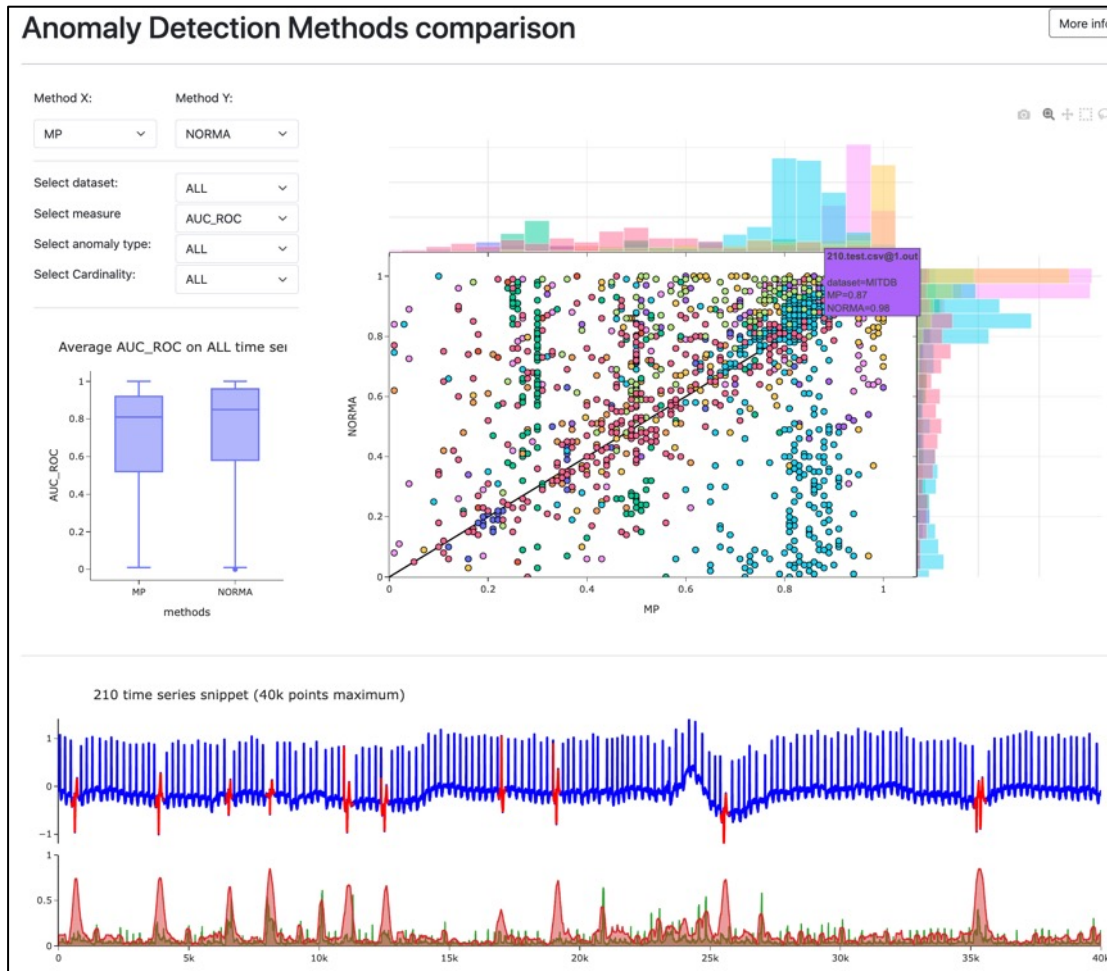 Anomaly Detection Methods comparison
More info
Method X:
Method Y:
MP
NORMA
Select dataset:
ALL
Select measure
AUC_ROC
Select anomaly type:
ALL
Select Cardinality:
ALL
Average AUC_ROC on ALL time ser
1
0.8
0.6
0.4
0.2
0
AUC_ROC
MP
NORMA
methods
1
0.8
0.6
0.4
0.2
0
NORMA
0
0.2
0.4
0.6
0.8
1
MP
210.test.csv@1.out
dataset=MITDB
MP=0.87
NORMA=0.98
210 time series snippet (40k points maximum)
1
0
−1
1
0.5
0
0
5k
10k
15k
20k
25k
30k
35k
40k